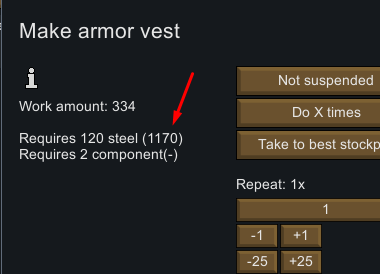 Make armor vest
Not suspended
Work amount: 334
Do X times
Requires 120 steel (1170)
Take to best stockp
Requires 2 component(-)
Repeat: 1x
1
-1
+1
-25
+25